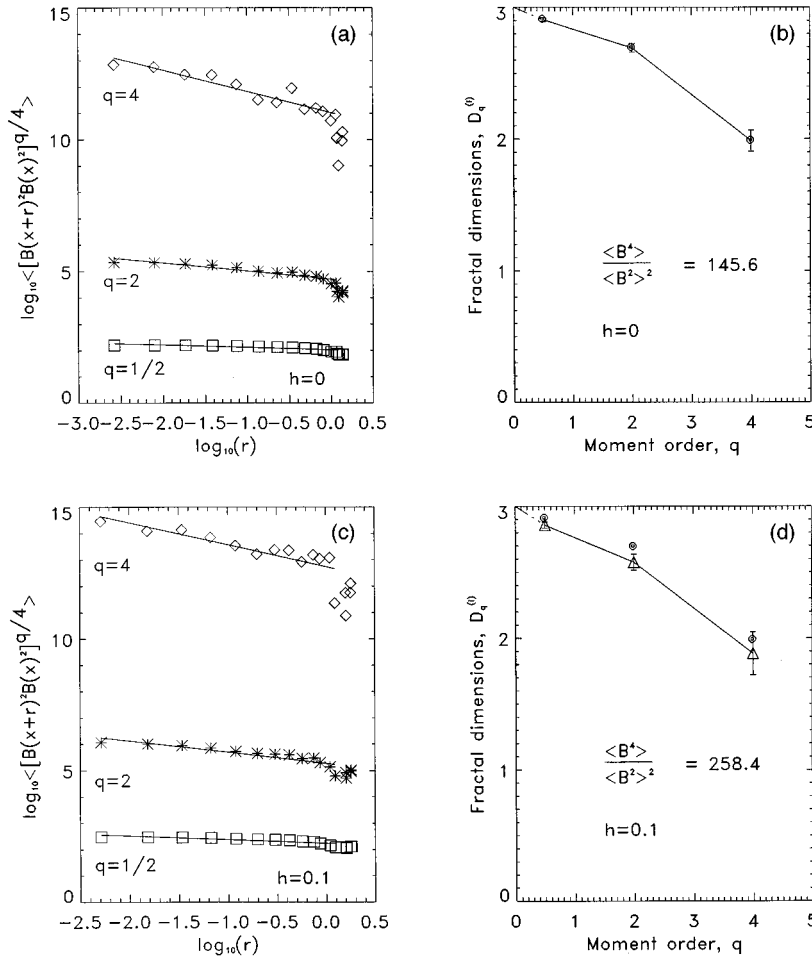 (a)
log₁₀<[B(x+r)²B(x)²]^q/4>
15
10
5
0
q=4
q=2
q=1/2
h=0
−3.0 −2.5 −2.0 −1.5 −1.0 −0.5 0.0 0.5
log₁₀(r)
(b)
Fractal dimensions, D_q^(l)
3
2
1
0
<B⁴>
<B²>²
= 145.6
h=0
0 1 2 3 4 5
Moment order, q
(c)
log₁₀<[B(x+r)²B(x)²]^q/4>
15
10
5
0
q=4
q=2
q=1/2
h=0.1
−2.5 −2.0 −1.5 −1.0 −0.5 0.0 0.5
log₁₀(r)
(d)
Fractal dimensions, D_q^(l)
3
2
1
0
<B⁴>
<B²>²
= 258.4
h=0.1
0 1 2 3 4 5
Moment order, q